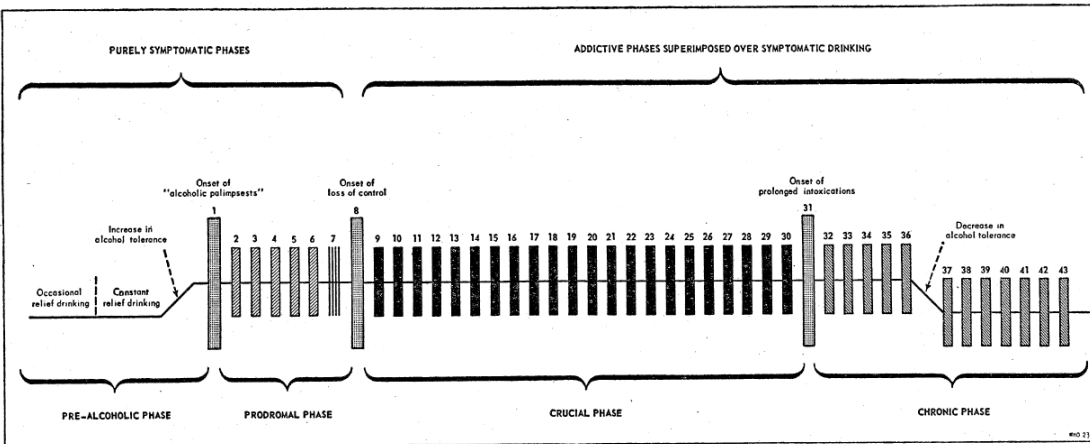 PURELY SYMPTOMATIC PHASES
ADDICTIVE PHASES SUPERIMPOSED OVER SYMPTOMATIC DRINKING
Onset of
"alcoholic palimpsests"
1
Onset of
loss of control
8
Onset of
prolonged intoxications
31
Increase in
alcohol tolerance
Decrease in
alcohol tolerance
2 3 4 5 6 7
9 10 11 12 13 14 15 16 17 18 19 20 21 22 23 24 25 26 27 28 29 30
32 33 34 35 36
37 38 39 40 41 42 43
Occasional
relief drinking
Constant
relief drinking
PRE-ALCOHOLIC PHASE
PRODROMAL PHASE
CRUCIAL PHASE
CHRONIC PHASE